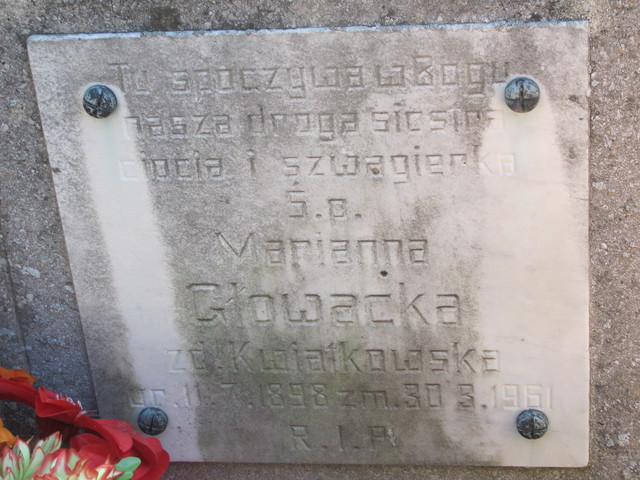 Tu spoczywa w Bogu
nasza droga siostra
ciocia i szwagierka
Ś.p.
Marianna
Głowacka
zd. Kwiatkowska
ur. 11.7.1898 zm. 30 3.1961
R.I.P.